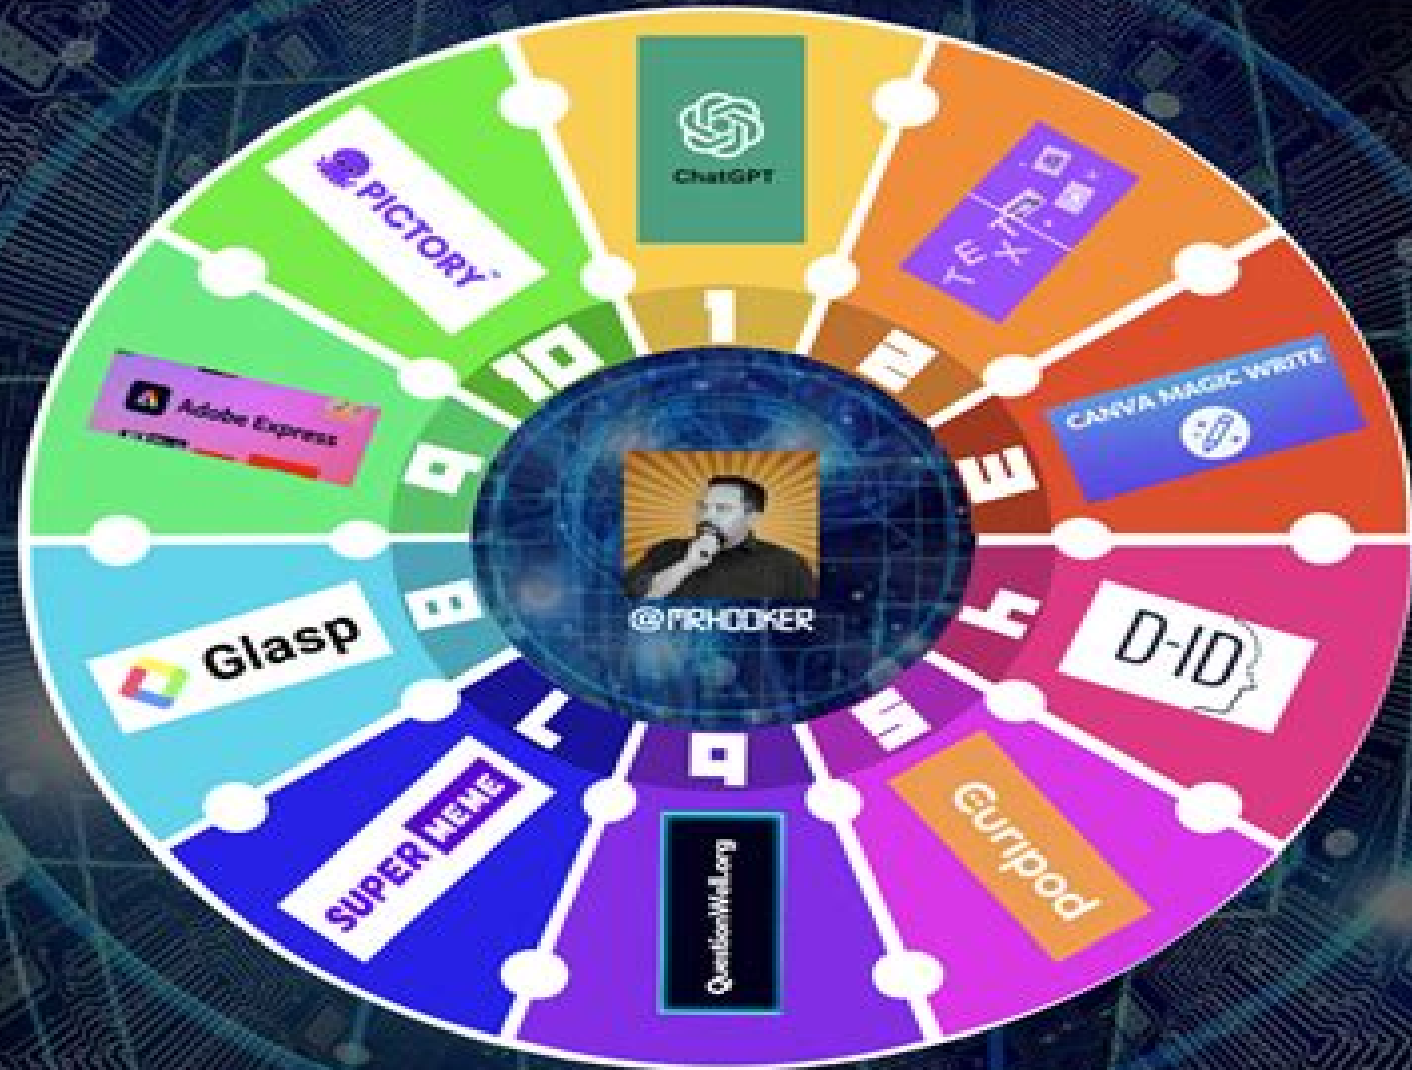 1
ChatGPT
2
TEXT
3
CANVA MAGIC WRITE
4
D-ID
5
Curipod
6
QuestionWell.org
7
SUPER MEME
8
Glasp
9
Adobe Express
10
PICTORY
@MRHOOKER